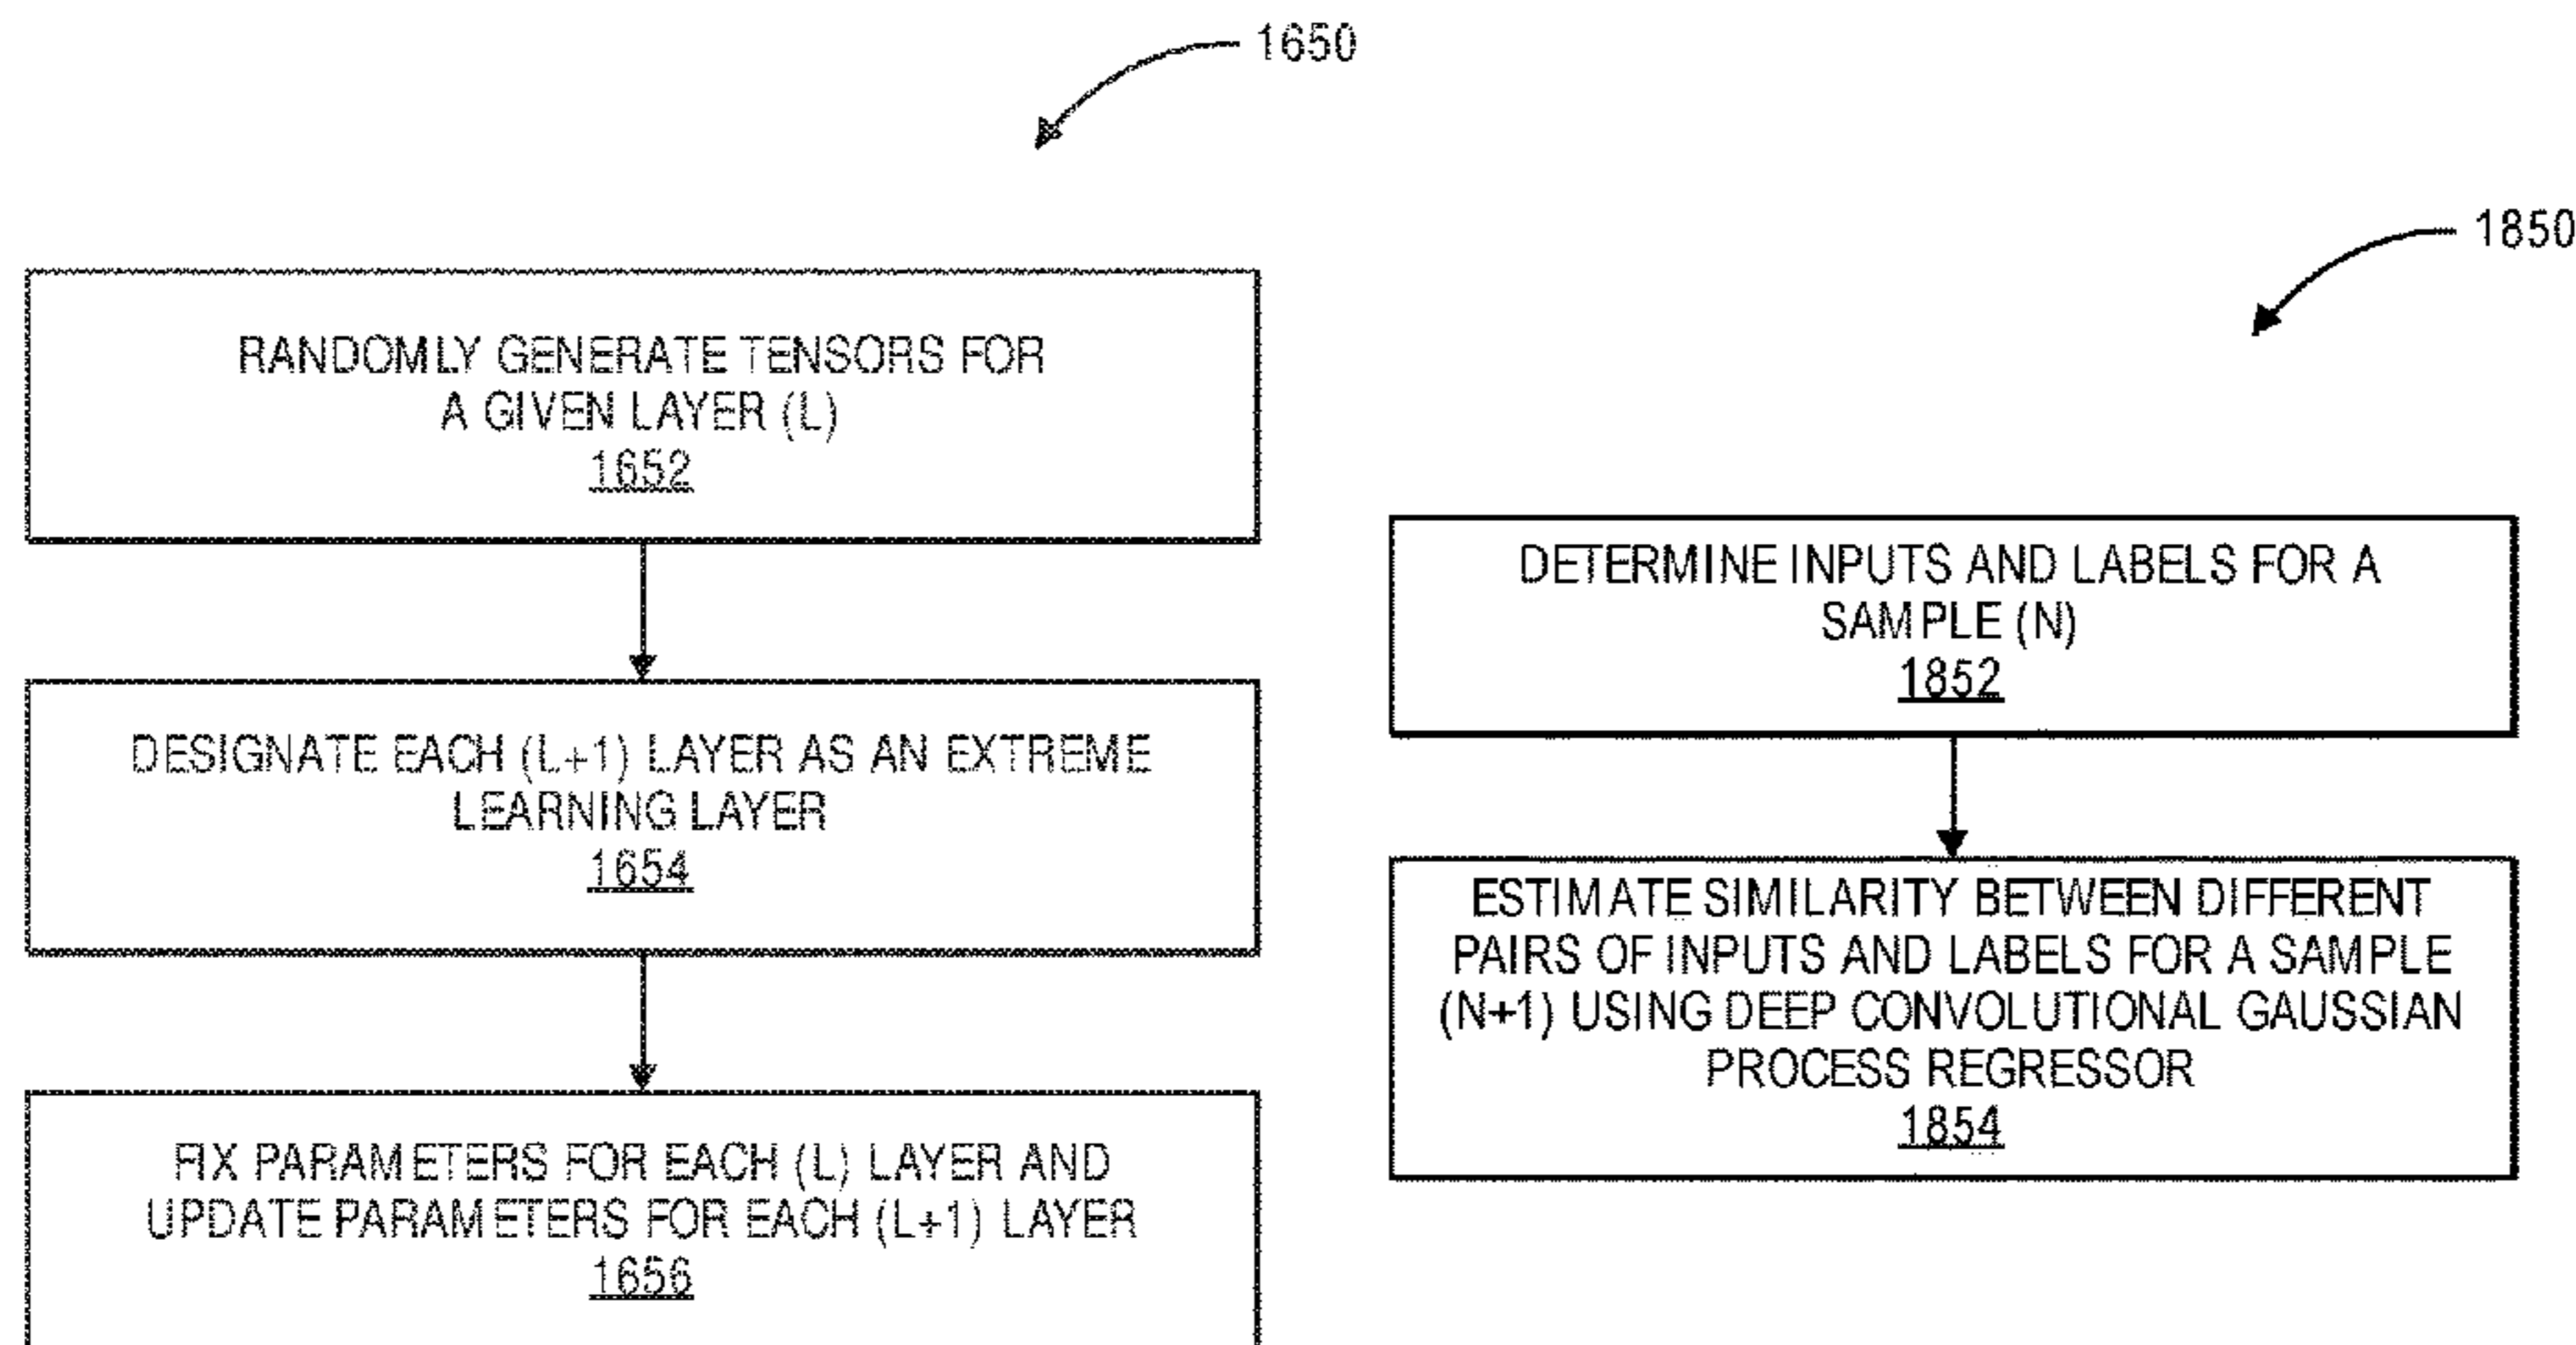 1650
RANDOMLY GENERATE TENSORS FOR
A GIVEN LAYER (L)
1652
DESIGNATE EACH (L+1) LAYER AS AN EXTREME
LEARNING LAYER
1654
FIX PARAMETERS FOR EACH (L) LAYER AND
UPDATE PARAMETERS FOR EACH (L+1) LAYER
1656
1850
DETERMINE INPUTS AND LABELS FOR A
SAMPLE (N)
1852
ESTIMATE SIMILARITY BETWEEN DIFFERENT
PAIRS OF INPUTS AND LABELS FOR A SAMPLE
(N+1) USING DEEP CONVOLUTIONAL GAUSSIAN
PROCESS REGRESSOR
1854